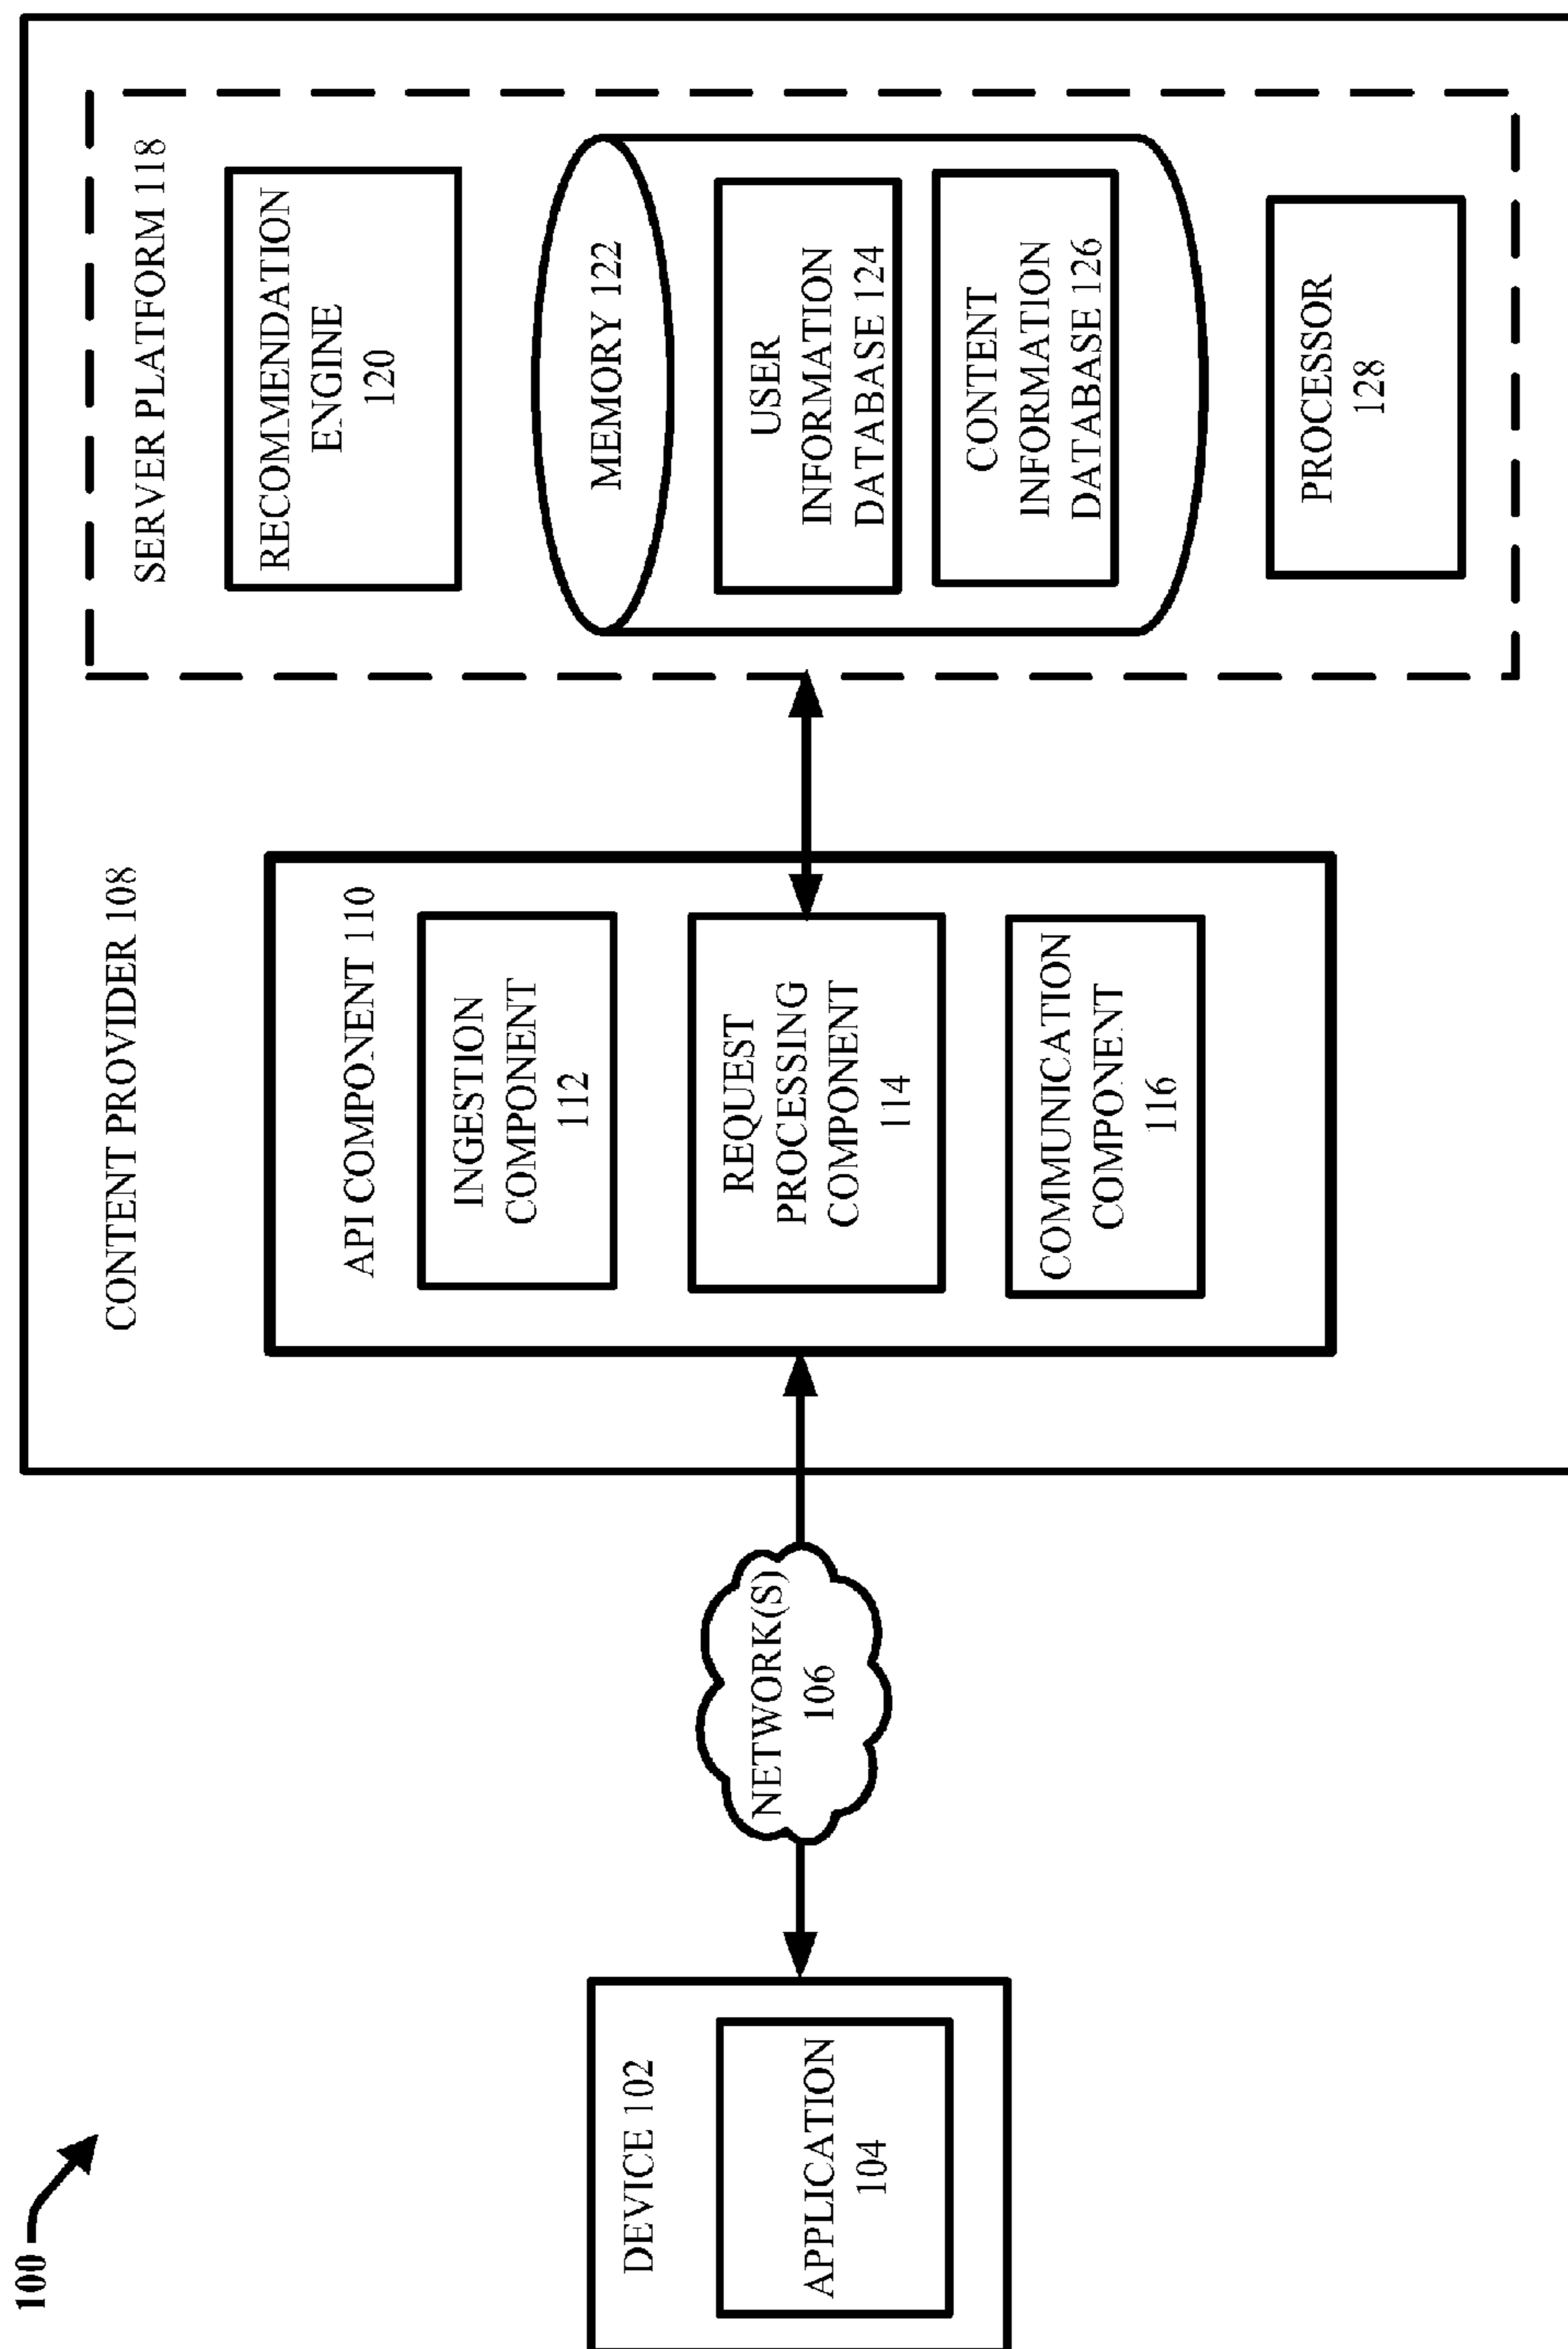 100
DEVICE 102
APPLICATION
104
NETWORK(S)
106
CONTENT PROVIDER 108
API COMPONENT 110
INGESTION
COMPONENT
112
REQUEST
PROCESSING
COMPONENT
114
COMMUNICATION
COMPONENT
116
SERVER PLATFORM 118
RECOMMENDATION
ENGINE
120
MEMORY 122
USER
INFORMATION
DATABASE 124
CONTENT
INFORMATION
DATABASE 126
PROCESSOR
128